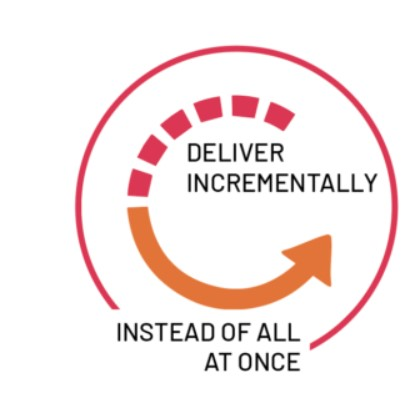 DELIVER
INCREMENTALLY
INSTEAD OF ALL
AT ONCE